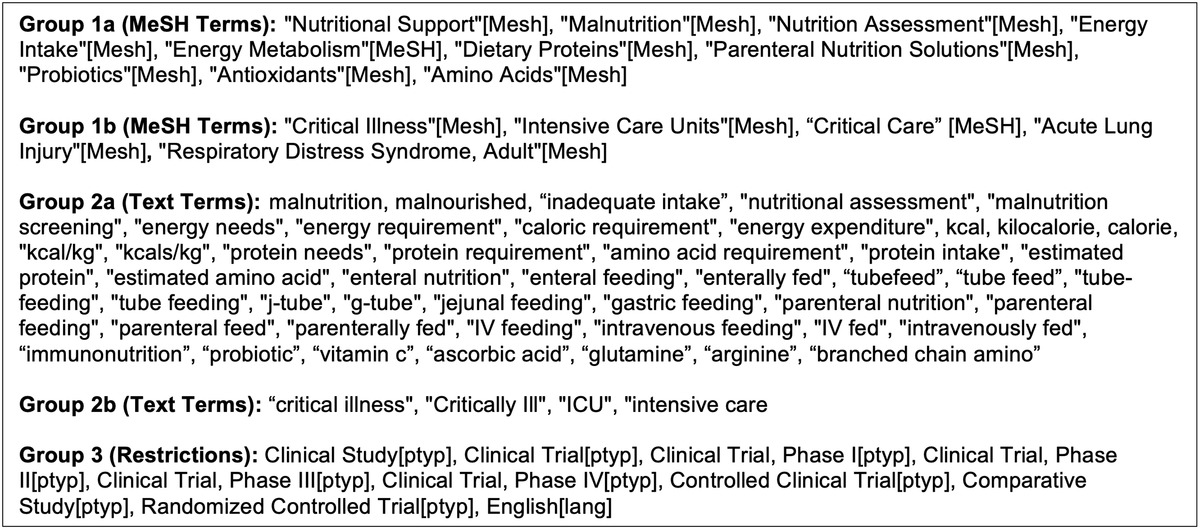 Group 1a (MeSH Terms): "Nutritional Support"[Mesh], "Malnutrition"[Mesh], "Nutrition Assessment"[Mesh], "Energy
Intake"[Mesh], "Energy Metabolism"[MeSH], "Dietary Proteins"[Mesh], "Parenteral Nutrition Solutions"[Mesh],
"Probiotics"[Mesh], "Antioxidants"[Mesh], "Amino Acids"[Mesh]
Group 1b (MeSH Terms): "Critical Illness"[Mesh], "Intensive Care Units"[Mesh], “Critical Care” [MeSH], "Acute Lung
Injury"[Mesh], "Respiratory Distress Syndrome, Adult"[Mesh]
Group 2a (Text Terms): malnutrition, malnourished, “inadequate intake”, "nutritional assessment", "malnutrition
screening", "energy needs", "energy requirement", "caloric requirement", "energy expenditure", kcal, kilocalorie, calorie,
"kcal/kg", "kcals/kg", "protein needs", "protein requirement", "amino acid requirement", "protein intake", "estimated
protein", "estimated amino acid", "enteral nutrition", "enteral feeding", "enterally fed", “tubefeed”, “tube feed”, "tube-
feeding", "tube feeding", "j-tube", "g-tube", "jejunal feeding", "gastric feeding", "parenteral nutrition", "parenteral
feeding", "parenteral feed", "parenterally fed", "IV feeding", "intravenous feeding", "IV fed", "intravenously fed",
“immunonutrition”, “probiotic”, “vitamin c”, “ascorbic acid”, “glutamine”, “arginine”, “branched chain amino”
Group 2b (Text Terms): “critical illness", "Critically Ill", "ICU", "intensive care
Group 3 (Restrictions): Clinical Study[ptyp], Clinical Trial[ptyp], Clinical Trial, Phase I[ptyp], Clinical Trial, Phase
II[ptyp], Clinical Trial, Phase III[ptyp], Clinical Trial, Phase IV[ptyp], Controlled Clinical Trial[ptyp], Comparative
Study[ptyp], Randomized Controlled Trial[ptyp], English[lang]